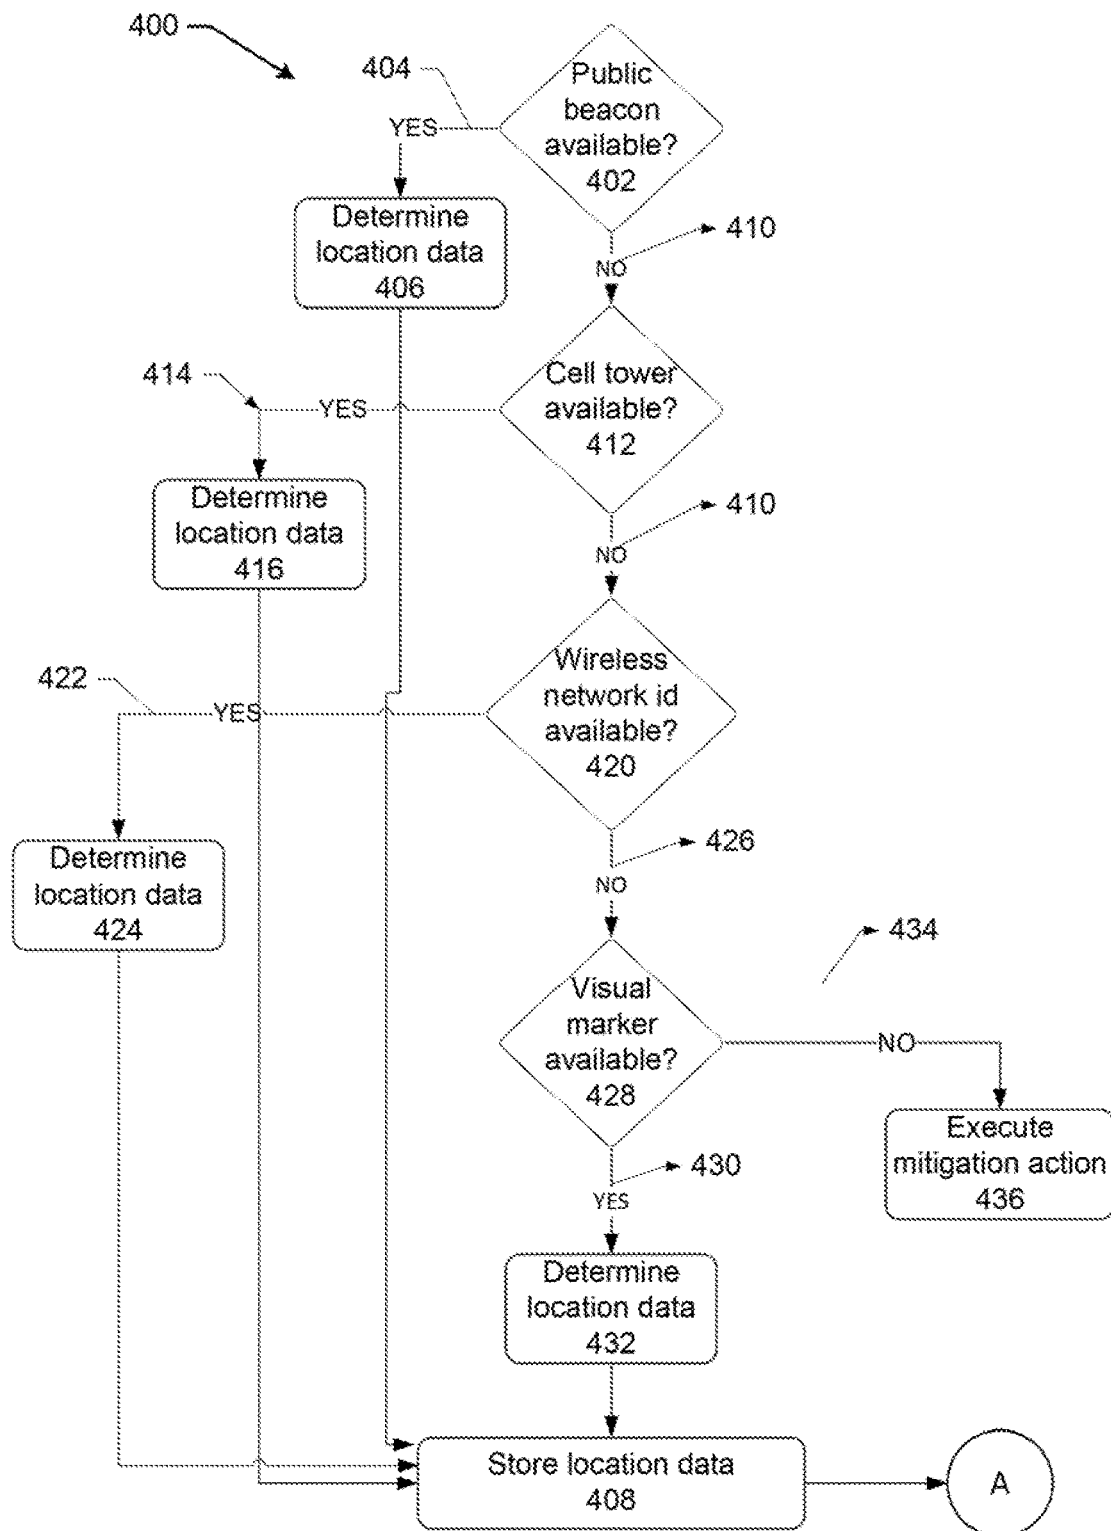 400
404
Public
beacon
available?
402
YES
Determine
location data
406
410
NO
414
Cell tower
available?
412
YES
Determine
location data
416
410
NO
422
Wireless
network id
available?
420
YES
Determine
location data
424
426
NO
434
Visual
marker
available?
428
NO
Execute
mitigation action
436
430
YES
Determine
location data
432
Store location data
408
A